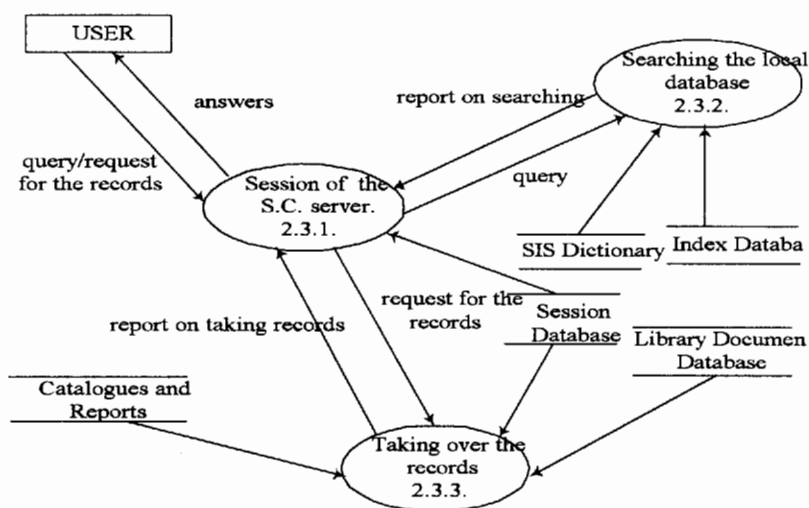 USER
Searching the local
database
2.3.2.
report on searching
answers
query/request
for the records
query
Session of the
S.C. server.
2.3.1.
SIS Dictionary
Index Databa
request for the
records
Session
Database
report on taking records
Library Documen
Database
Catalogues and
Reports
Taking over the
records
2.3.3.